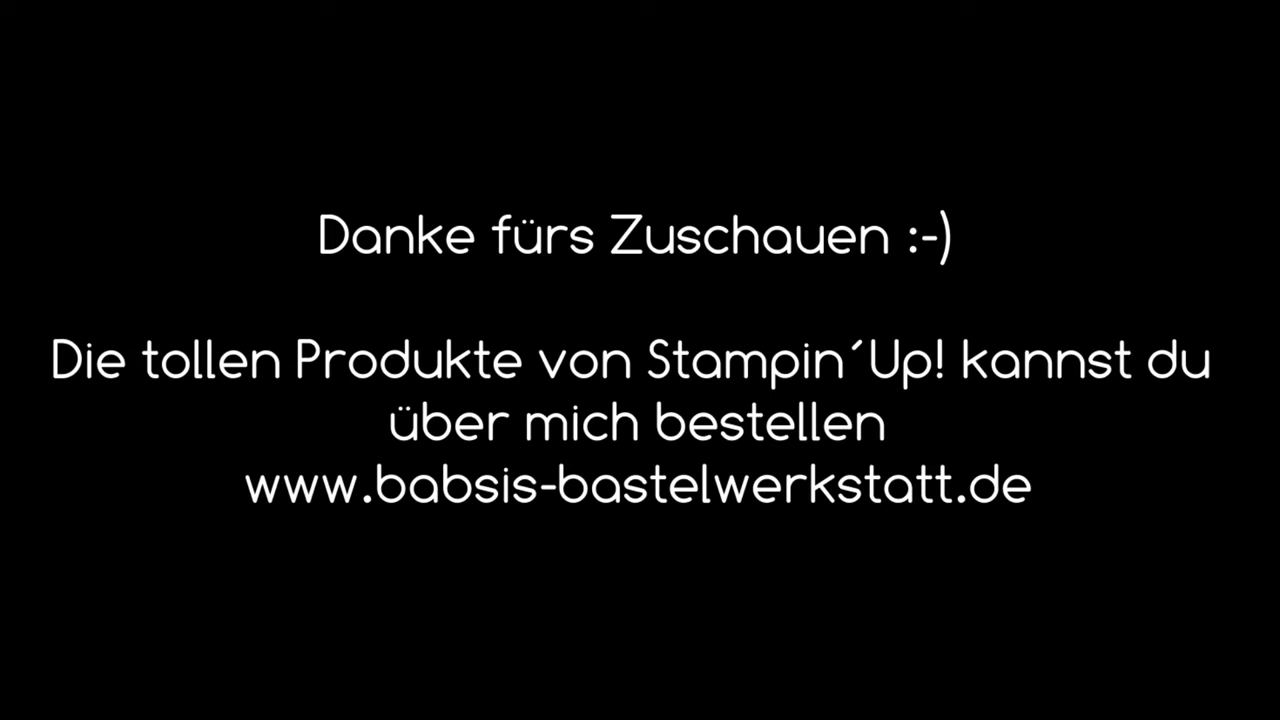 Danke fürs Zuschauen :-)
Die tollen Produkte von Stampin´Up! kannst du
über mich bestellen
www.babsis-bastelwerkstatt.de